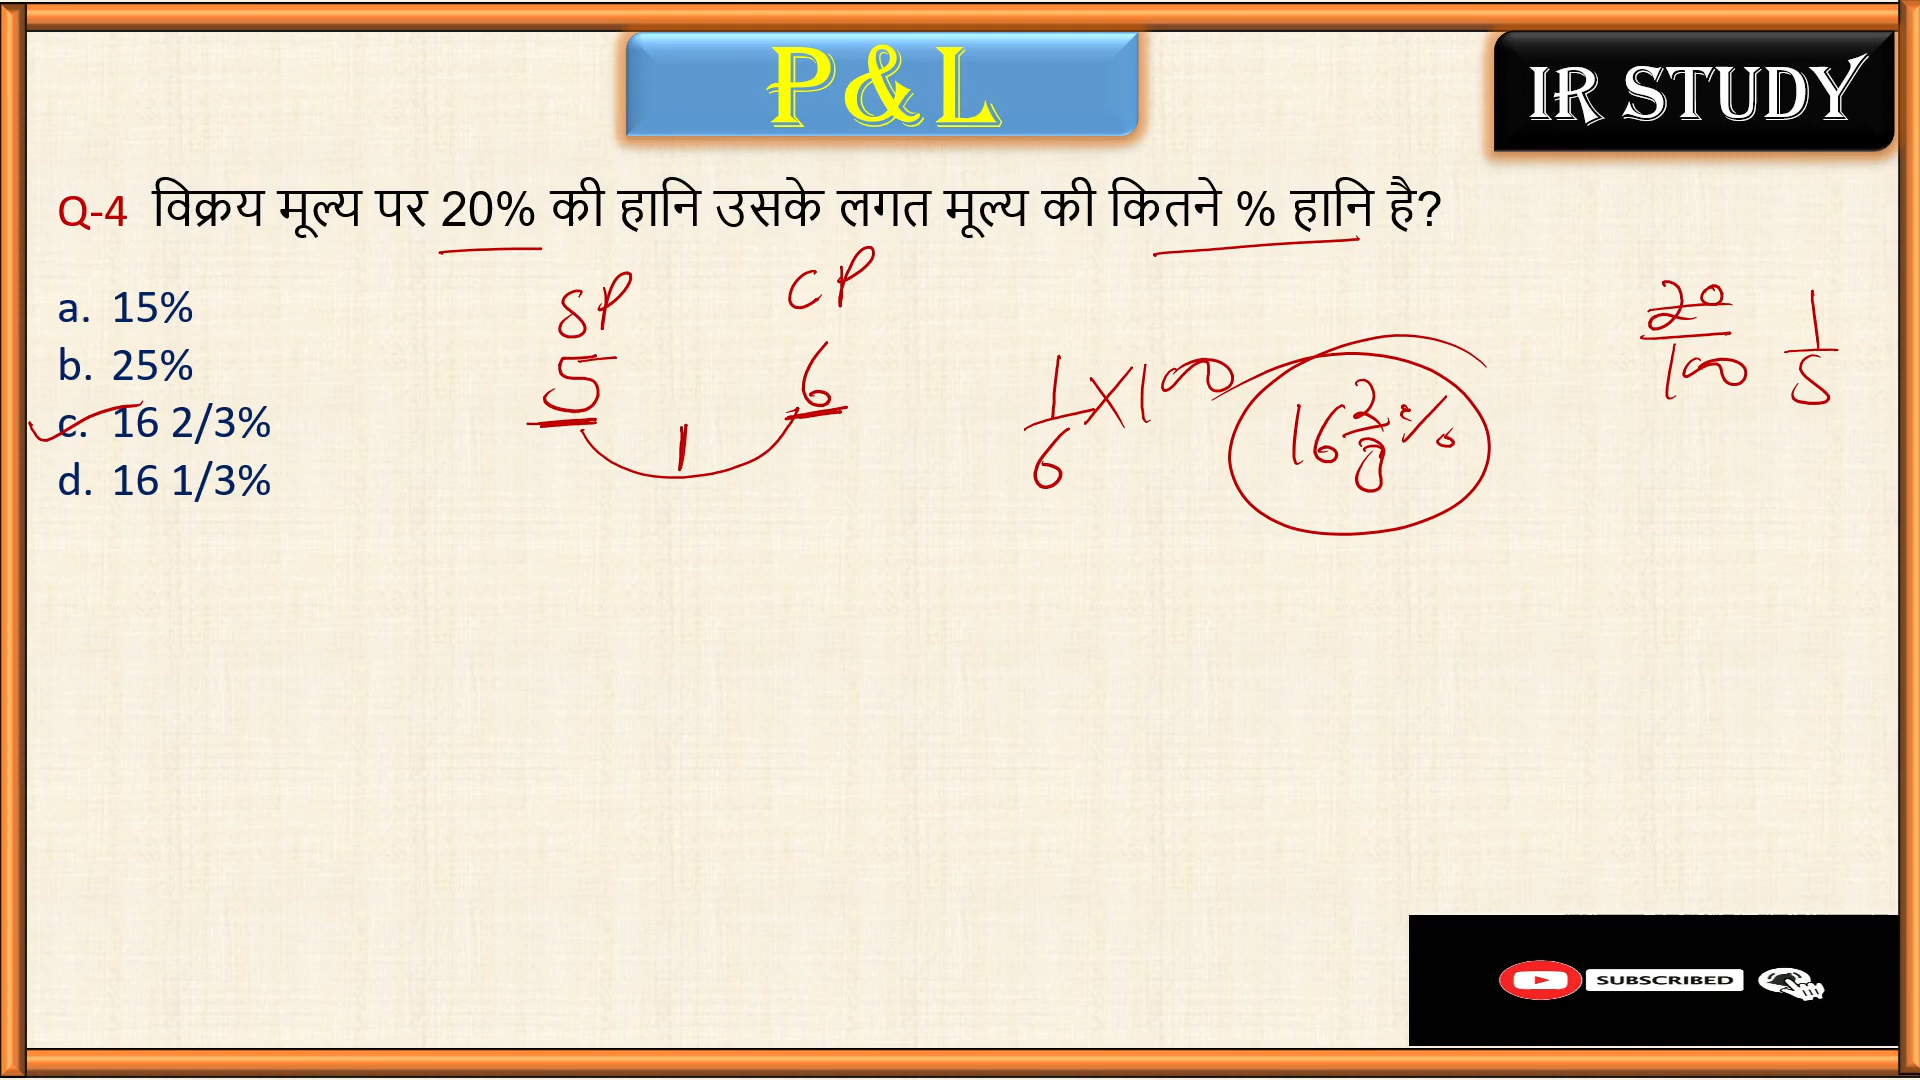 P&L
IR STUDY
Q-4 विक्रय मूल्य पर 20% की हानि उसके लगत मूल्य की कितने % हानि है?
a. 15%
b. 25%
c. 16 2/3%
d. 16 1/3%
SP CP
5 6
1
1/6 × 100
16 2/3 %
20/100 1/5
SUBSCRIBED